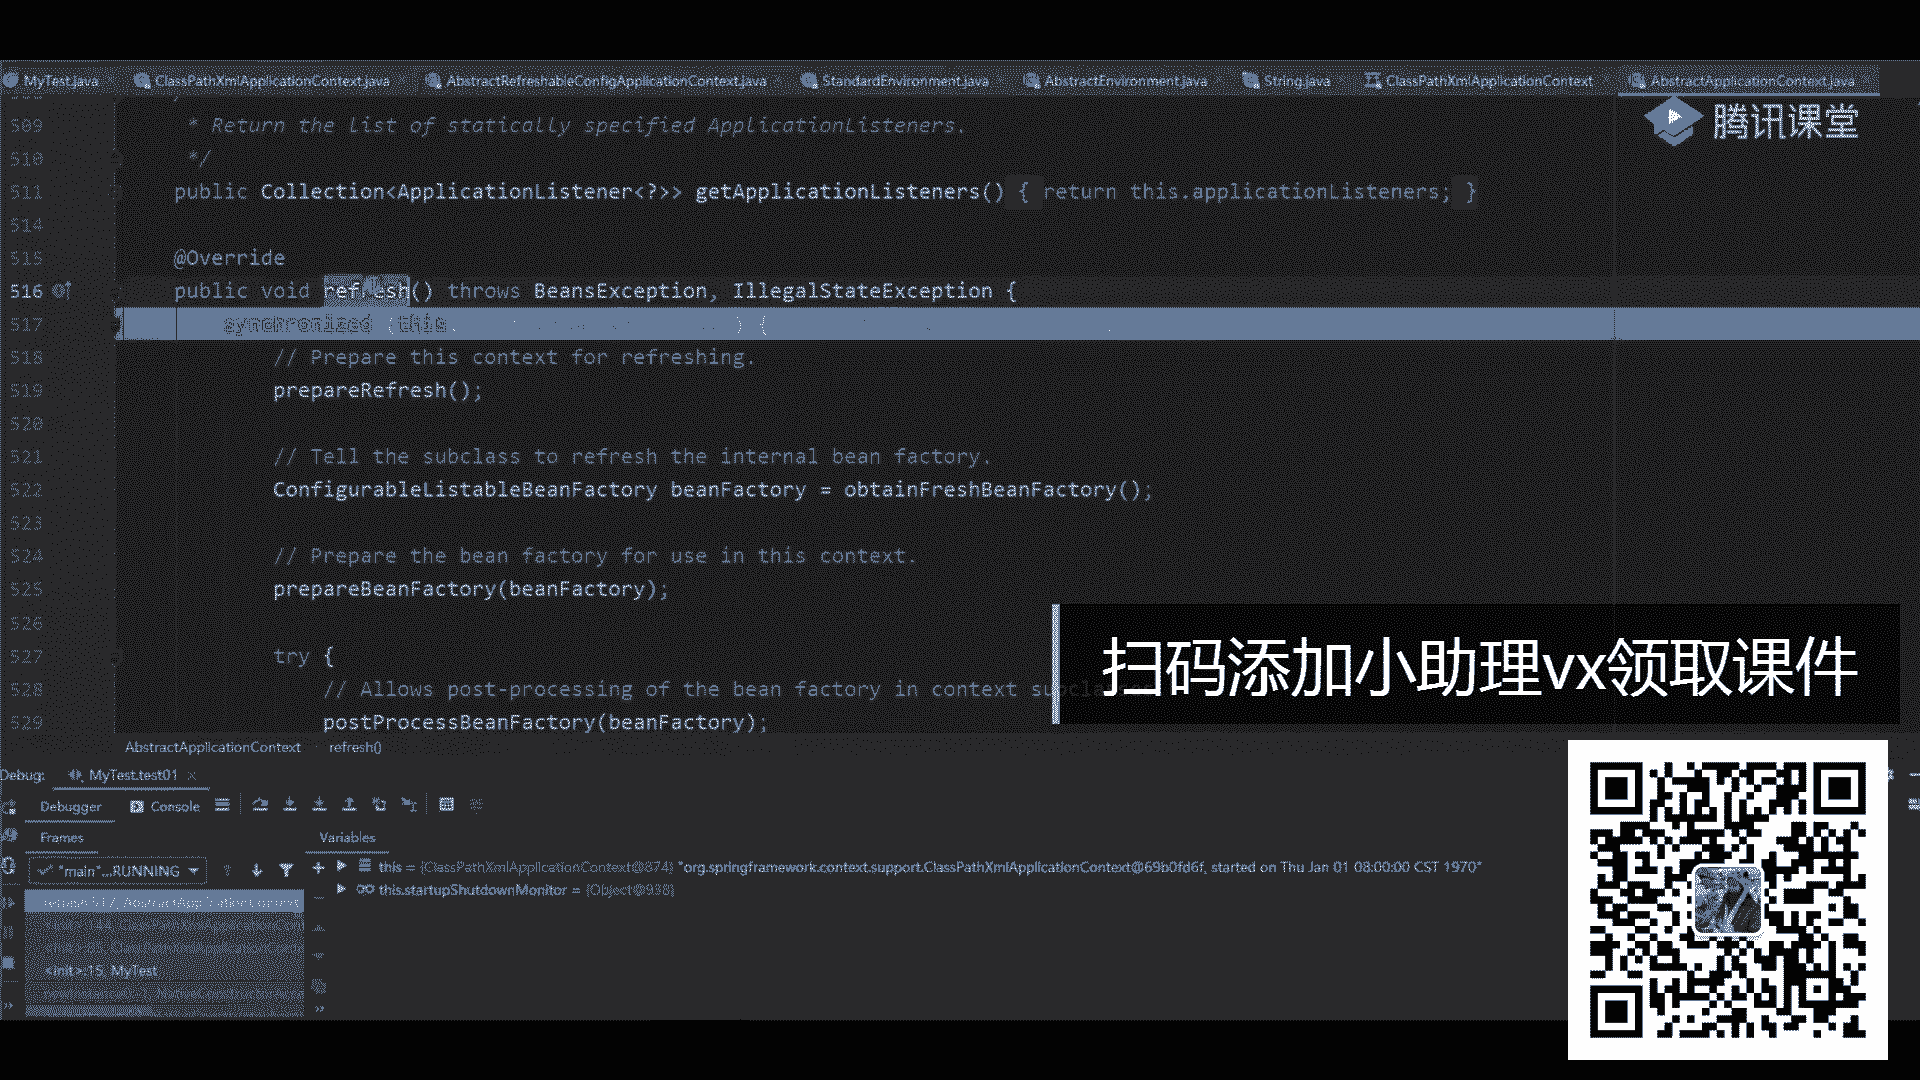 MyTest.java ClassPathXmlApplicationContext.java AbstractRefreshableConfigApplicationContext.java StandardEnvironment.java AbstractEnvironment.java String.java ClassPathXmlApplicationContext AbstractApplicationContext.java
腾讯课堂
509 * Return the list of statically specified ApplicationListeners.
510 */
511 public Collection<ApplicationListener<?>> getApplicationListeners() { return this.applicationListeners; }
514
515 @Override
516 public void refresh() throws BeansException, IllegalStateException {
517 synchronized (this. ) {
518 // Prepare this context for refreshing.
519 prepareRefresh();
520
521 // Tell the subclass to refresh the internal bean factory.
522 ConfigurableListableBeanFactory beanFactory = obtainFreshBeanFactory();
523
524 // Prepare the bean factory for use in this context.
525 prepareBeanFactory(beanFactory);
526
527 try {
528 // Allows post-processing of the bean factory in context
529 postProcessBeanFactory(beanFactory);
扫码添加小助理vx领取课件
AbstractApplicationContext refresh()
Debug: MyTest.test01
Debugger Console
Frames Variables
"main"...RUNNING
this = {ClassPathXmlApplicationContext@874} "org.springframework.context.support.ClassPathXmlApplicationContext@69b0fd6f, started on Thu Jan 01 08:00:00 CST 1970"
this.startupShutdownMonitor = {Object@938}
refresh:517, AbstractApplicationContext
<init>:15, MyTest